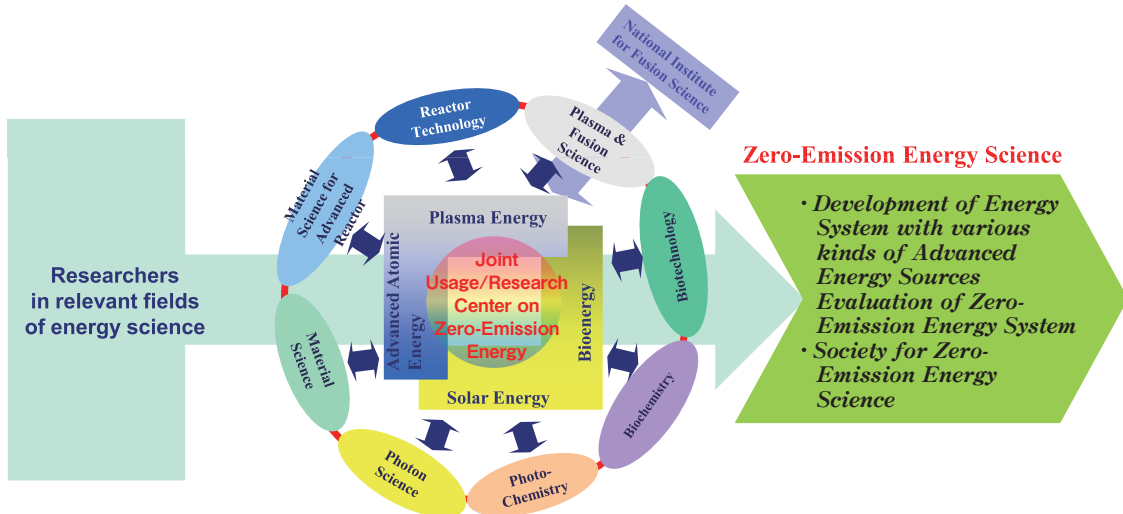 Researchers
in relevant fields
of energy science
National Institute
for Fusion Science
Reactor
Technology
Plasma &
Fusion
Science
Material
Science for
Advanced
Reactor
Biotechnology
Material
Science
Biochemistry
Photon
Science
Photo-
Chemistry
Plasma Energy
Advanced Atomic
Energy
Bioenergy
Solar Energy
Joint
Usage/Research
Center on
Zero-Emission
Energy
Zero-Emission Energy Science
・Development of Energy
System with various
kinds of Advanced
Energy Sources
Evaluation of Zero-
Emission Energy System
・Society for Zero-
Emission Energy
Science